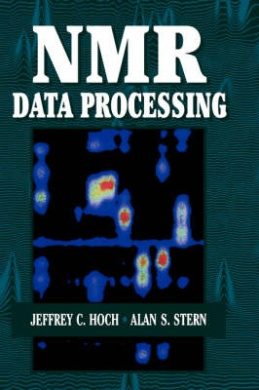 NMR
DATA PROCESSING
JEFFREY C. HOCH • ALAN S. STERN